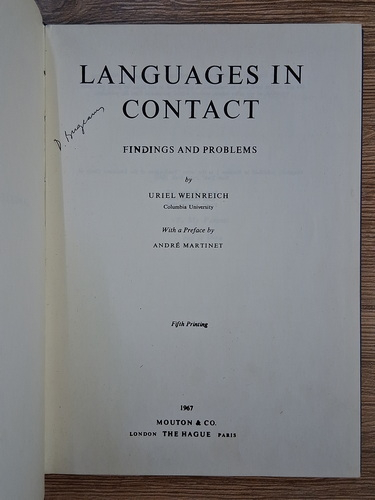 LANGUAGES IN
CONTACT
FINDINGS AND PROBLEMS
by
URIEL WEINREICH
Columbia University
With a Preface by
ANDRÉ MARTINET
Fifth Printing
1967
MOUTON & CO.
LONDON THE HAGUE PARIS